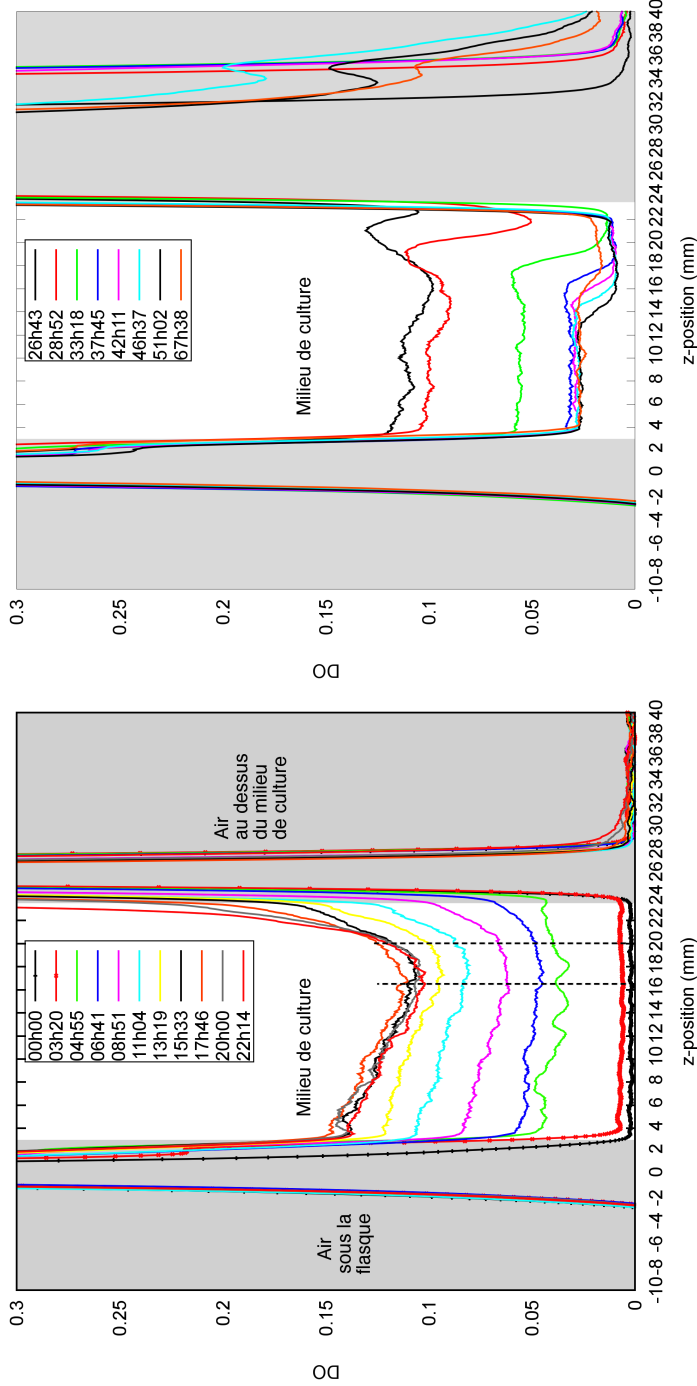 0.3
0.25
0.2
0.15
0.1
0.05
0
DO
-10
-8
-6
-4
-2
0
2
4
6
8
10
12
14
16
18
20
22
24
26
28
30
32
34
36
38
40
z-position (mm)
00h00
03h20
04h55
06h41
08h51
11h04
13h19
15h33
17h46
20h00
22h14
Air
sous la
flasque
Milieu de culture
Air
au dessus
du milieu
de culture
0.3
0.25
0.2
0.15
0.1
0.05
0
DO
-10
-8
-6
-4
-2
0
2
4
6
8
10
12
14
16
18
20
22
24
26
28
30
32
34
36
38
40
z-position (mm)
26h43
28h52
33h18
37h45
42h11
46h37
51h02
67h38
Milieu de culture